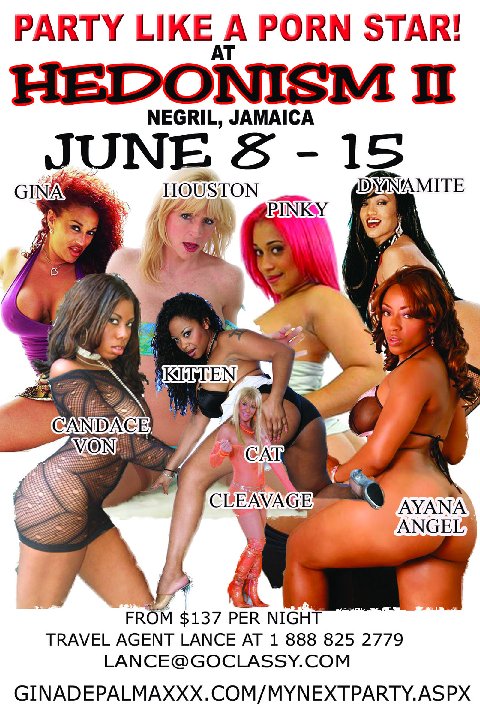 PARTY LIKE A PORN STAR!
AT
HEDONISM II
NEGRIL, JAMAICA
JUNE 8 - 15
GINA
HOUSTON
PINKY
DYNAMITE
KITTEN
CANDACE
VON
CAT
CLEAVAGE
AYANA
ANGEL
FROM $137 PER NIGHT
TRAVEL AGENT LANCE AT 1 888 825 2779
LANCE@GOCLASSY.COM
GINADEPALMAXXX.COM/MYNEXTPARTY.ASPX